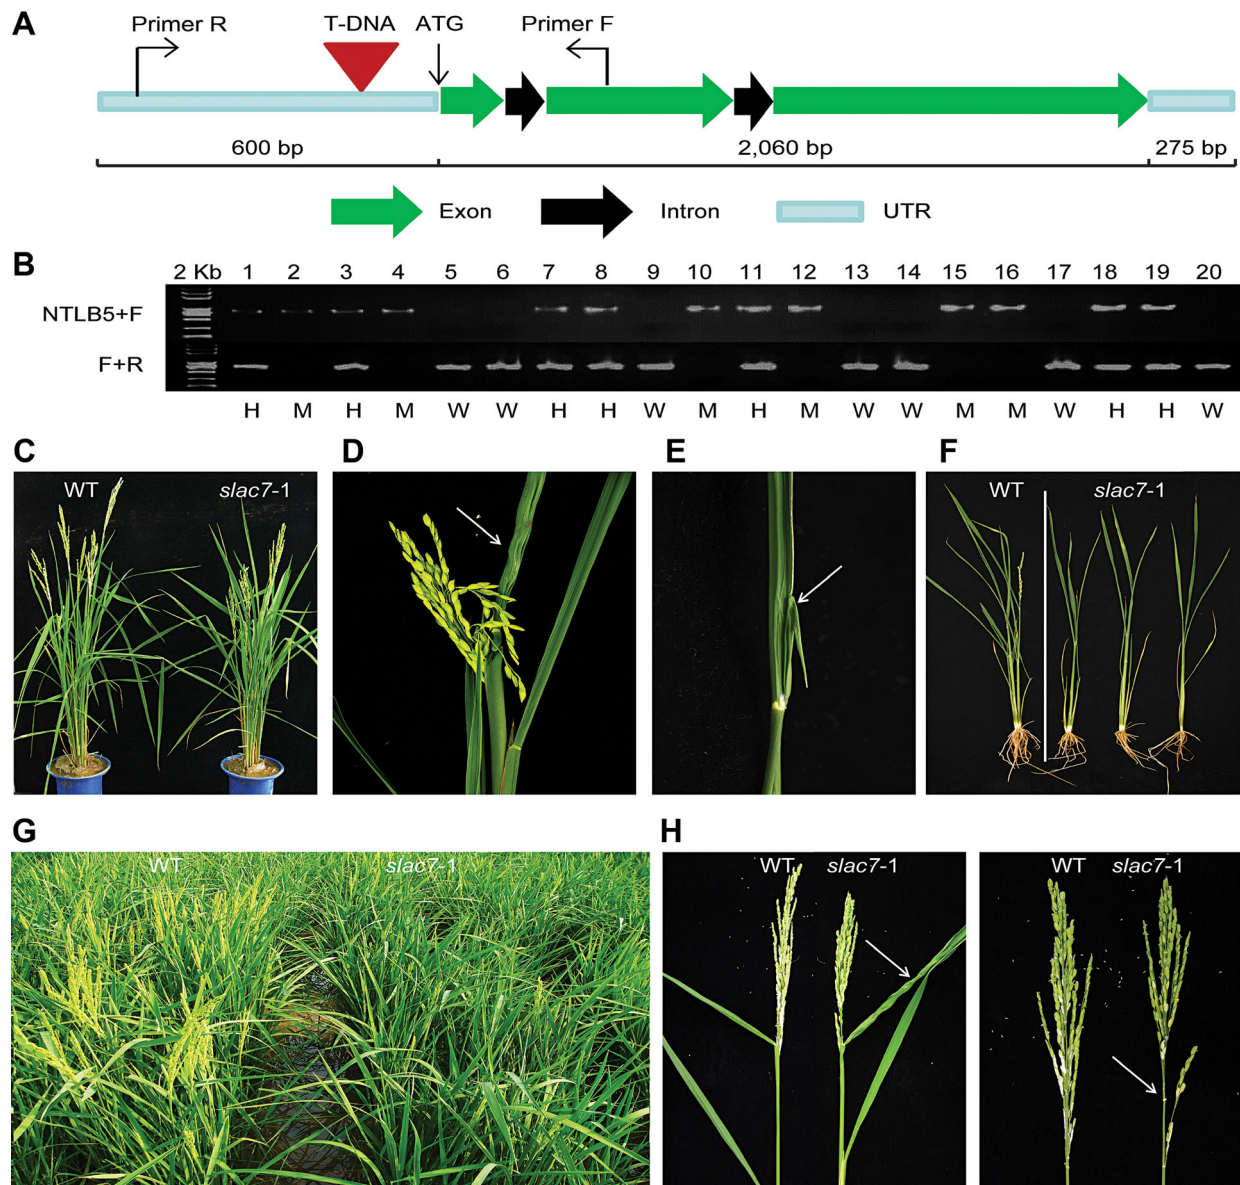 A
Primer R
T-DNA
ATG
Primer F
600 bp
2,060 bp
275 bp
Exon
Intron
UTR
B
2 Kb 1 2 3 4 5 6 7 8 9 10 11 12 13 14 15 16 17 18 19 20
NTLB5+F
F+R
H M H M W W H H W M H M W W M M W H H W
C
WT slac7-1
D
E
F
WT slac7-1
G
WT slac7-1
H
WT slac7-1
WT slac7-1